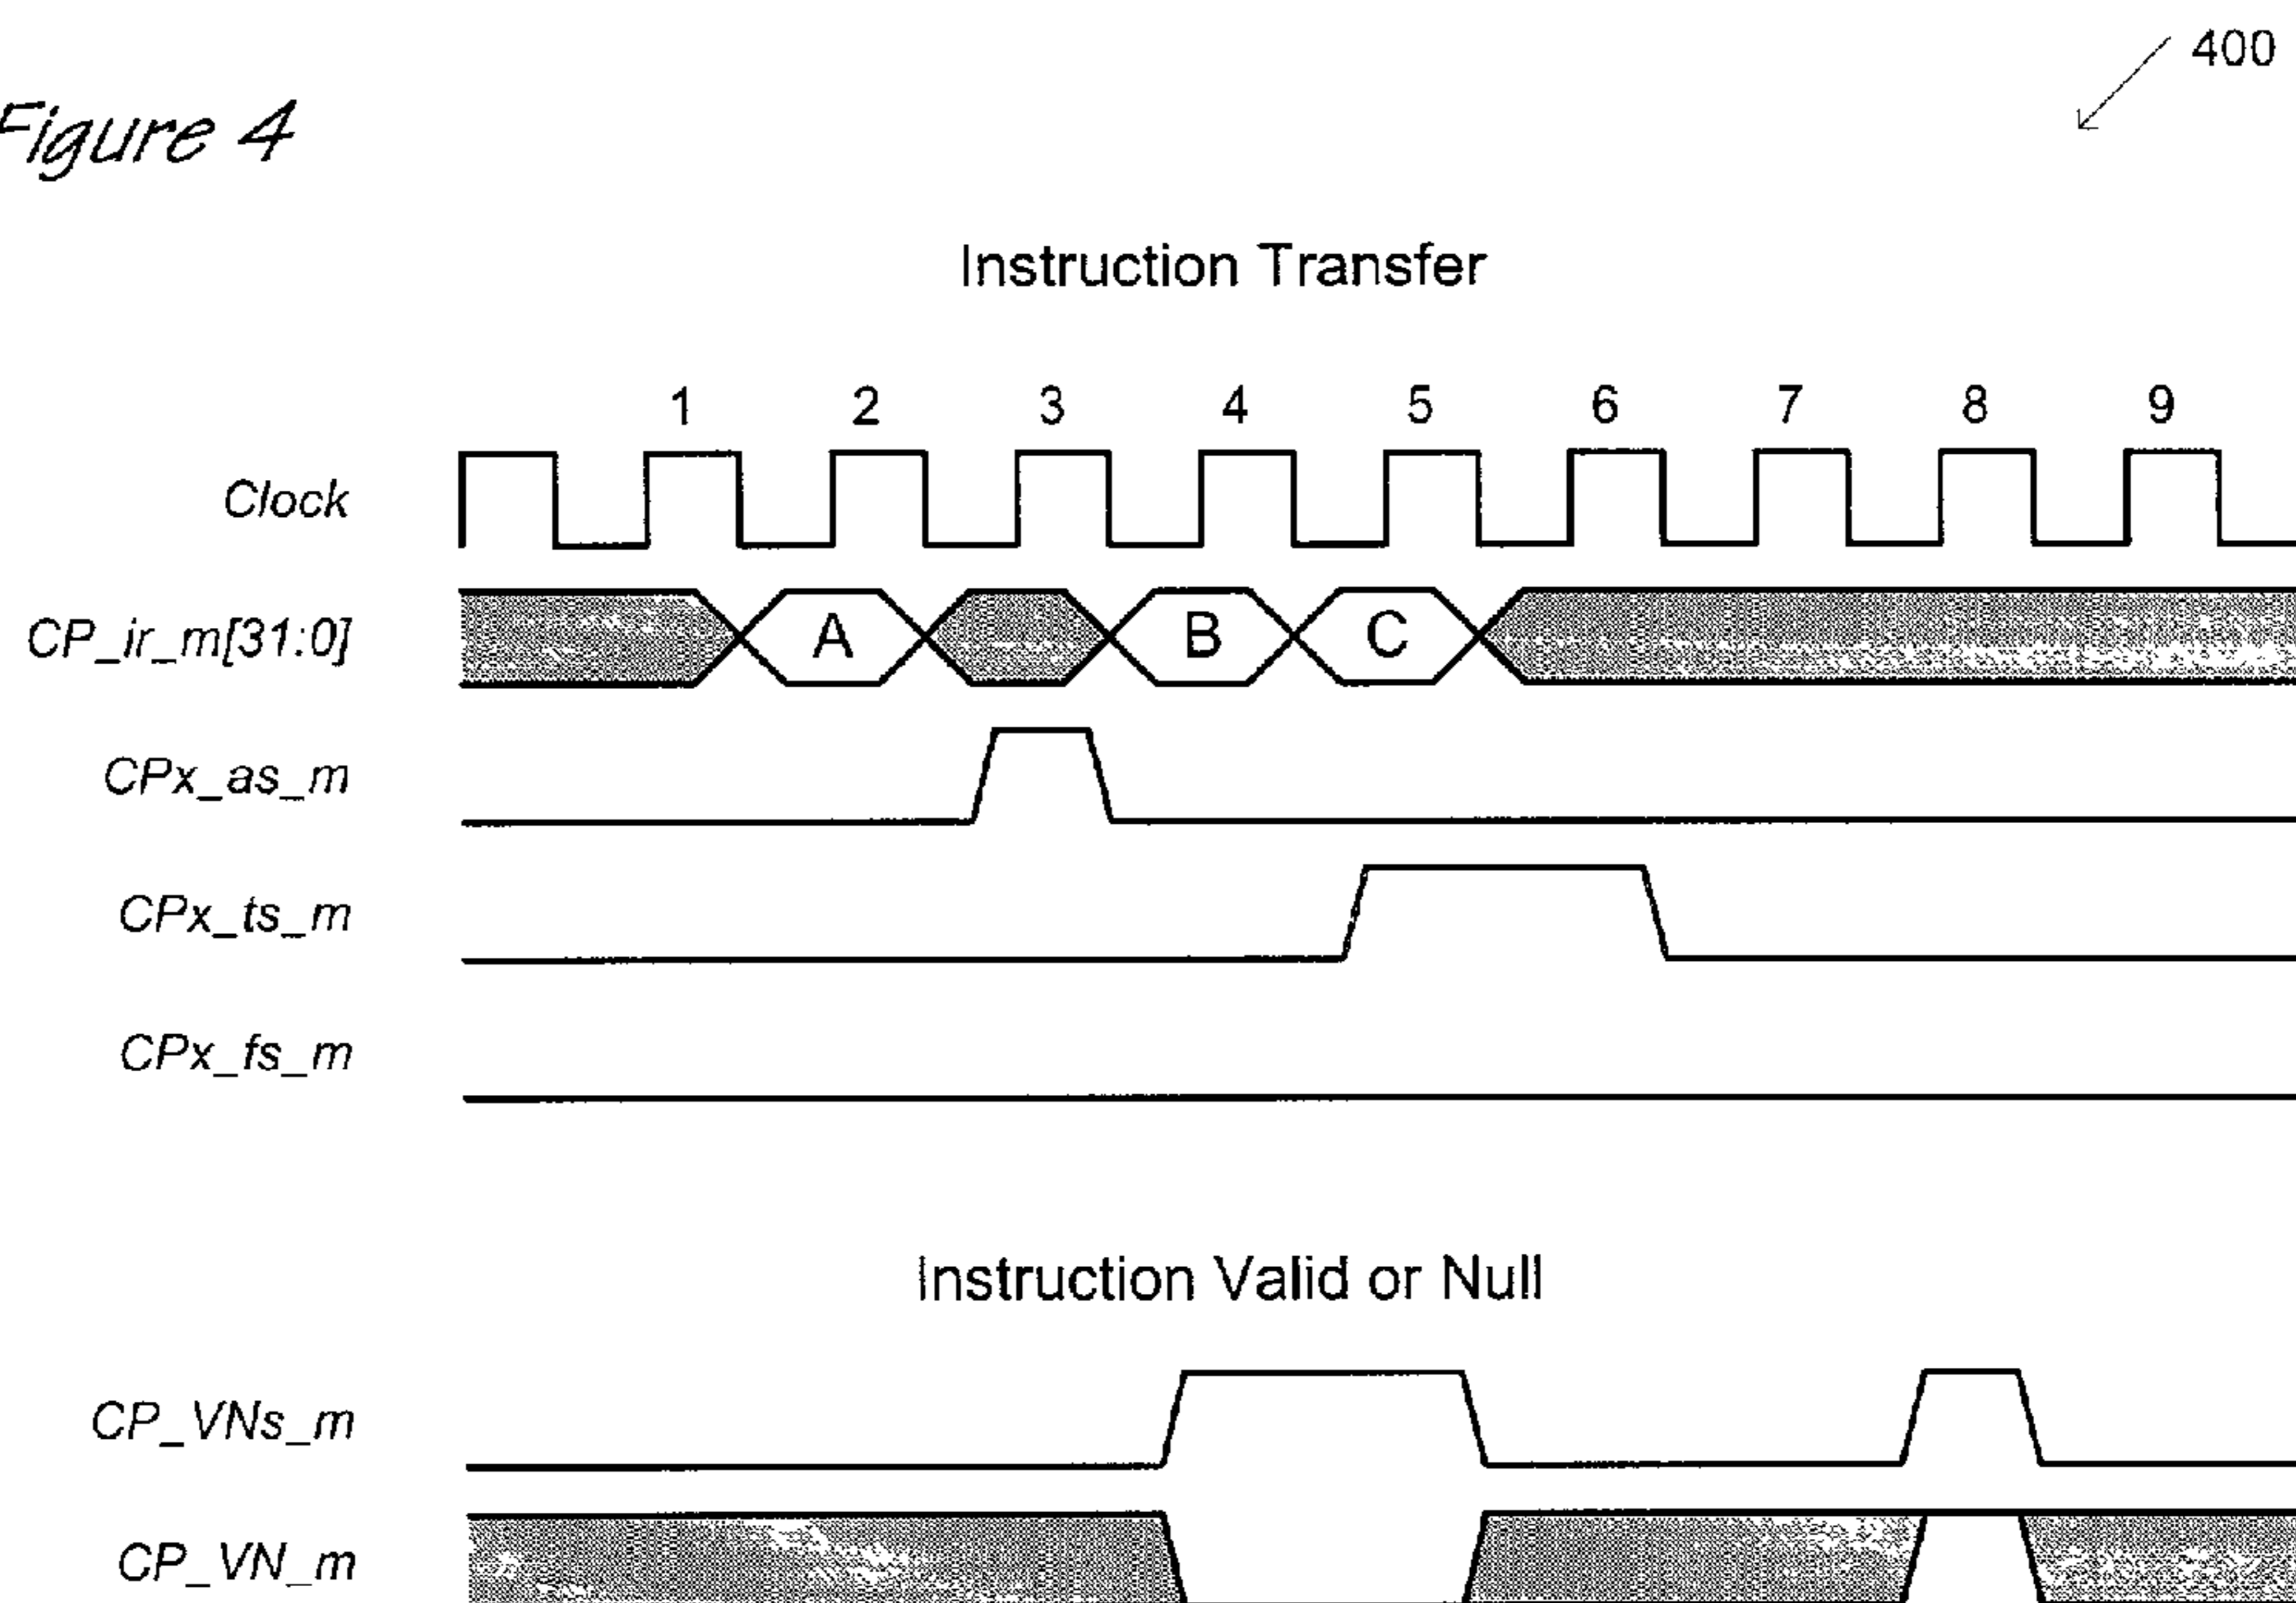 400
Figure 4
Instruction Transfer
1 2 3 4 5 6 7 8 9
Clock
CP_ir_m[31:0] A B C
CPx_as_m
CPx_ts_m
CPx_fs_m
Instruction Valid or Null
CP_VNs_m
CP_VN_m